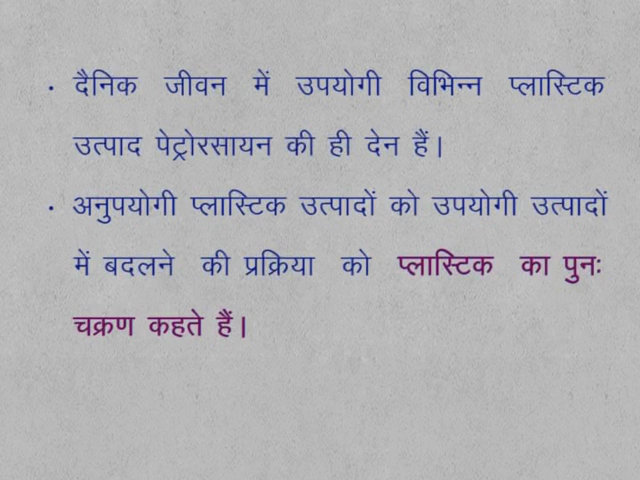 • दैनिक जीवन में उपयोगी विभिन्न प्लास्टिक
उत्पाद पेट्रोरसायन की ही देन हैं।
• अनुपयोगी प्लास्टिक उत्पादों को उपयोगी उत्पादों
में बदलने की प्रक्रिया को प्लास्टिक का पुनः
चक्रण कहते हैं।